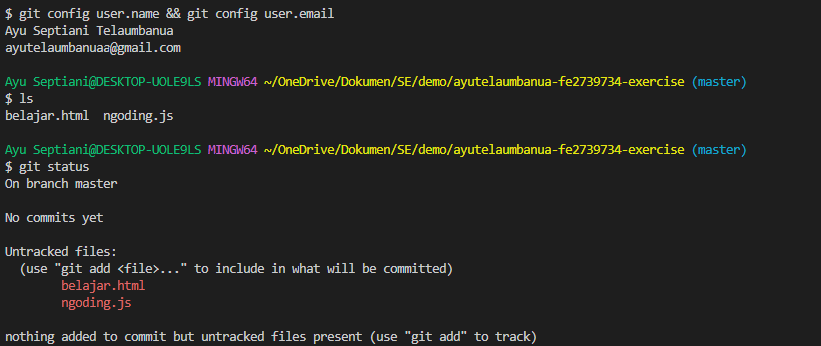 $ git config user.name && git config user.email
Ayu Septiani Telaumbanua
ayutelaumbanuaa@gmail.com
Ayu Septiani@DESKTOP-UOLE9LS MINGW64 ~/OneDrive/Dokumen/SE/demo/ayutelaumbanua-fe2739734-exercise (master)
$ ls
belajar.html  ngoding.js
Ayu Septiani@DESKTOP-UOLE9LS MINGW64 ~/OneDrive/Dokumen/SE/demo/ayutelaumbanua-fe2739734-exercise (master)
$ git status
On branch master
No commits yet
Untracked files:
  (use "git add <file>..." to include in what will be committed)
        belajar.html
        ngoding.js
nothing added to commit but untracked files present (use "git add" to track)